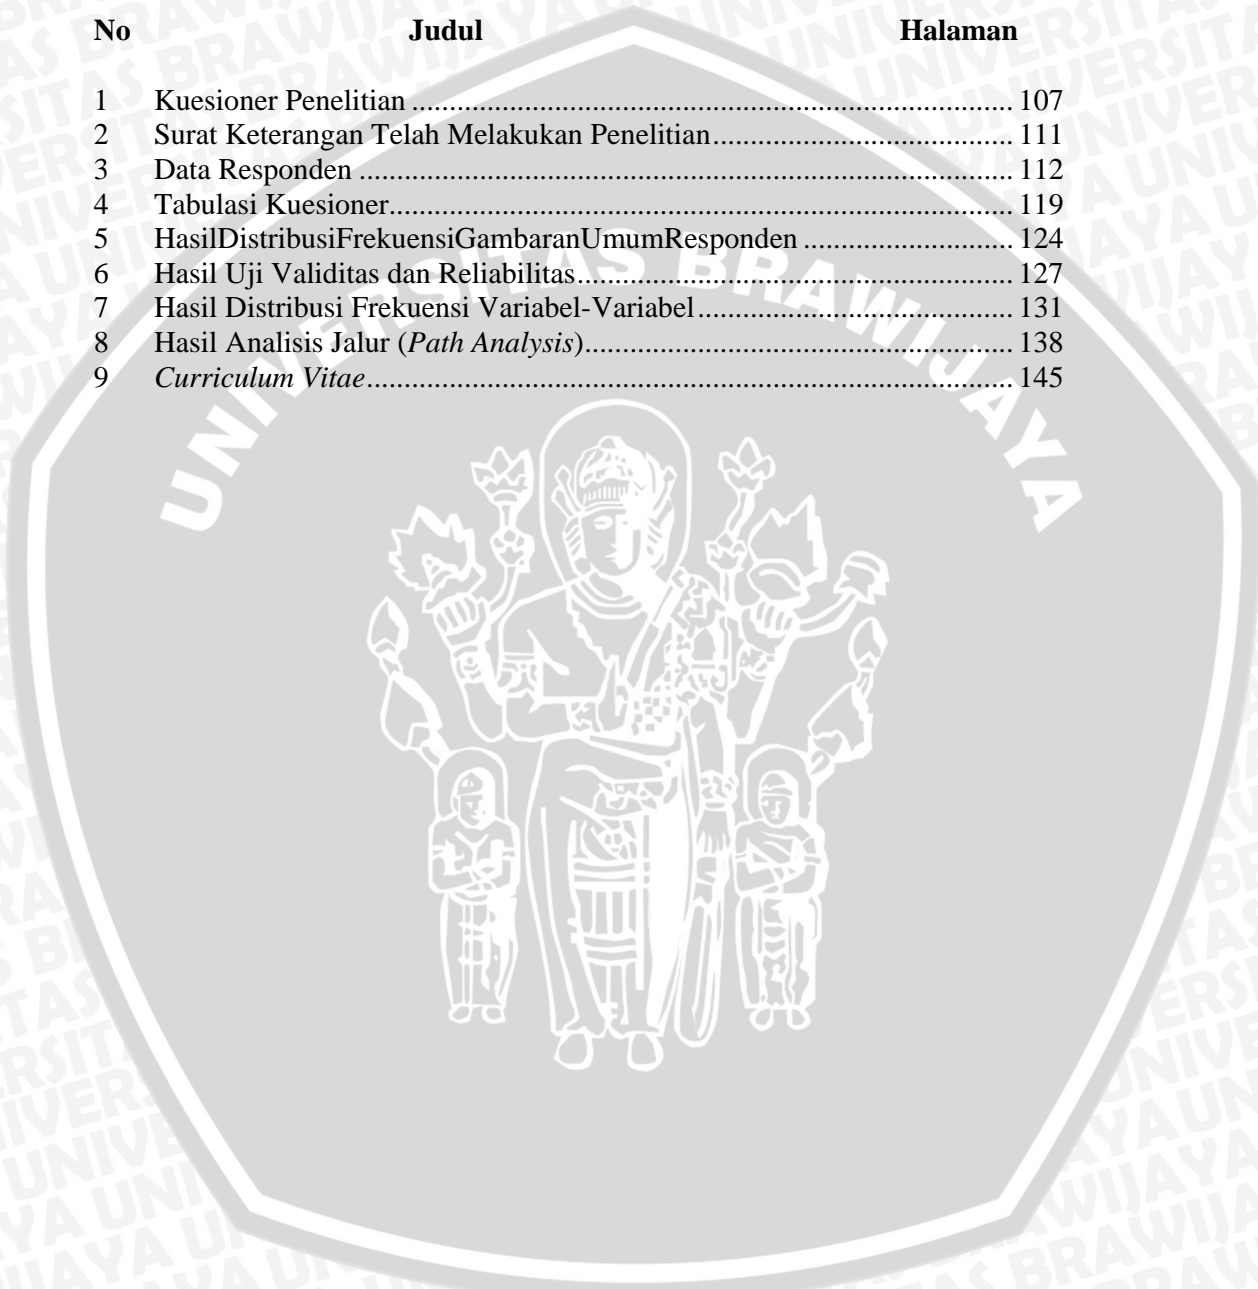 No Judul Halaman
1 Kuesioner Penelitian ................................................................................ 107
2 Surat Keterangan Telah Melakukan Penelitian........................................ 111
3 Data Responden ....................................................................................... 112
4 Tabulasi Kuesioner................................................................................... 119
5 HasilDistribusiFrekuensiGambaranUmumResponden ............................ 124
6 Hasil Uji Validitas dan Reliabilitas.......................................................... 127
7 Hasil Distribusi Frekuensi Variabel-Variabel.......................................... 131
8 Hasil Analisis Jalur (Path Analysis)......................................................... 138
9 Curriculum Vitae...................................................................................... 145
UNIVERSITAS BRAWIJAYA